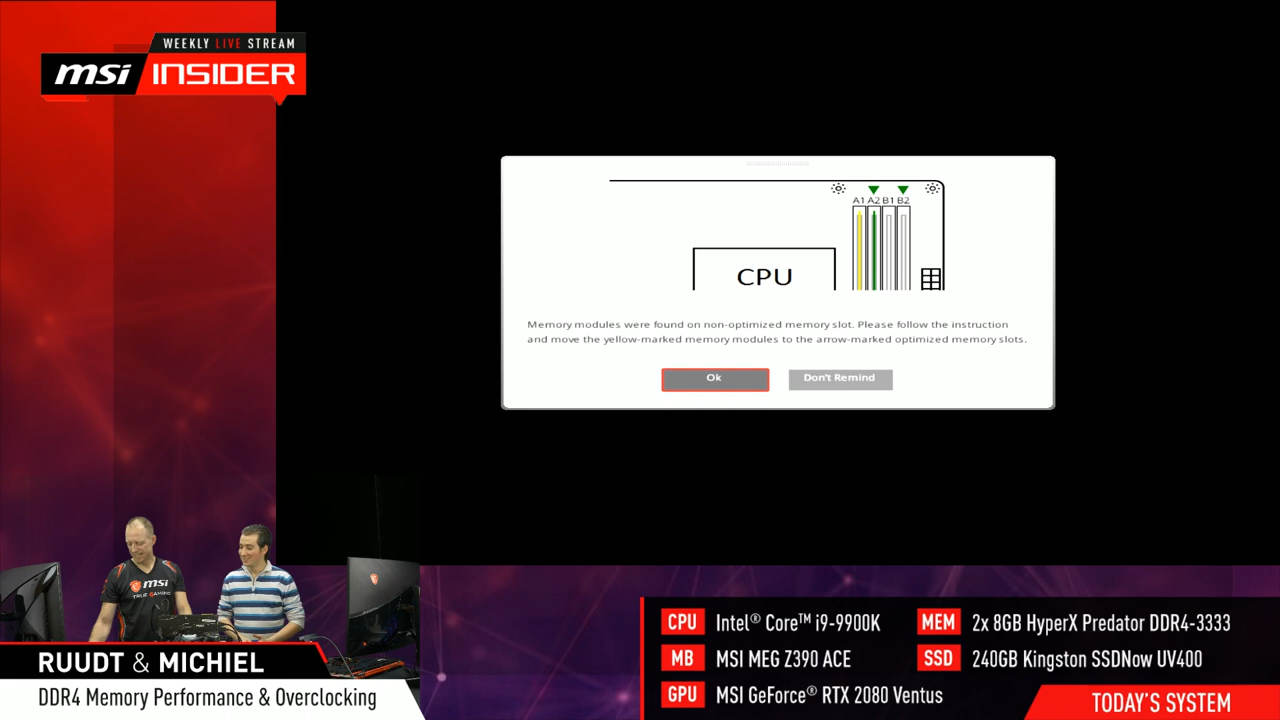 WEEKLY LIVE STREAM
msi INSIDER
A1 A2 B1 B2
CPU
Memory modules were found on non-optimized memory slot. Please follow the instruction
and move the yellow-marked memory modules to the arrow-marked optimized memory slots.
Ok
Don't Remind
msi
TRUE GAMING
RUUDT & MICHIEL
DDR4 Memory Performance & Overclocking
CPU Intel® Core™ i9-9900K
MB MSI MEG Z390 ACE
GPU MSI GeForce® RTX 2080 Ventus
MEM 2x 8GB HyperX Predator DDR4-3333
SSD 240GB Kingston SSDNow UV400
TODAY'S SYSTEM